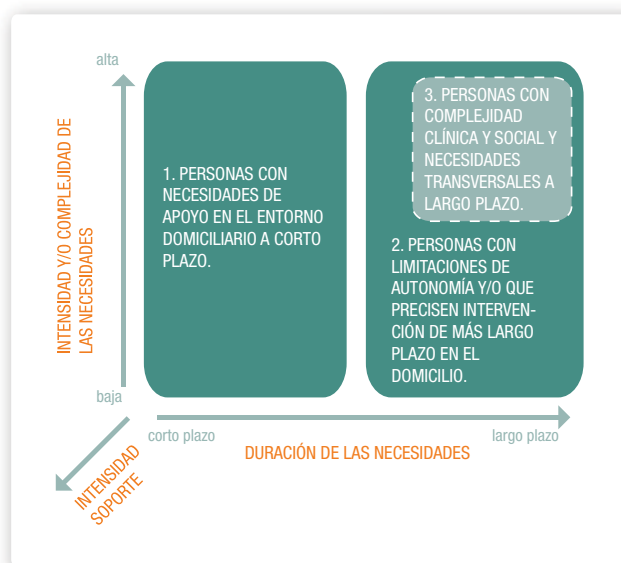 alta
INTENSIDAD Y/O COMPLEJIDAD DE
LAS NECESIDADES
baja
1. PERSONAS CON
NECESIDADES DE
APOYO EN EL ENTORNO
DOMICILIARIO A CORTO
PLAZO.
3. PERSONAS CON
COMPLEJIDAD
CLÍNICA Y SOCIAL Y
NECESIDADES
TRANSVERSALES A
LARGO PLAZO.
2. PERSONAS CON
LIMITACIONES DE
AUTONOMÍA Y/O QUE
PRECISEN INTERVEN-
CIÓN DE MÁS LARGO
PLAZO EN EL
DOMICILIO.
corto plazo
largo plazo
DURACIÓN DE LAS NECESIDADES
INTENSIDAD
SOPORTE